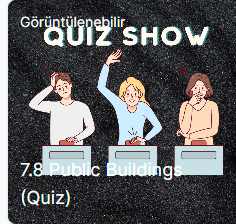 Görüntülenebilir
QUIZ SHOW
7.8 Public Buildings
(Quiz)